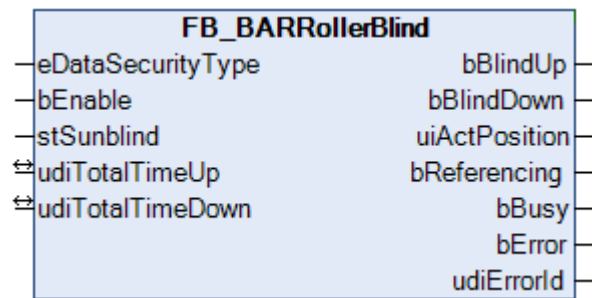 FB_BARRollerBlind
eDataSecurityType bBlindUp
bEnable bBlindDown
stSunblind uiActPosition
udiTotalTimeUp bReferencing
udiTotalTimeDown bBusy
bError
udiErrorId